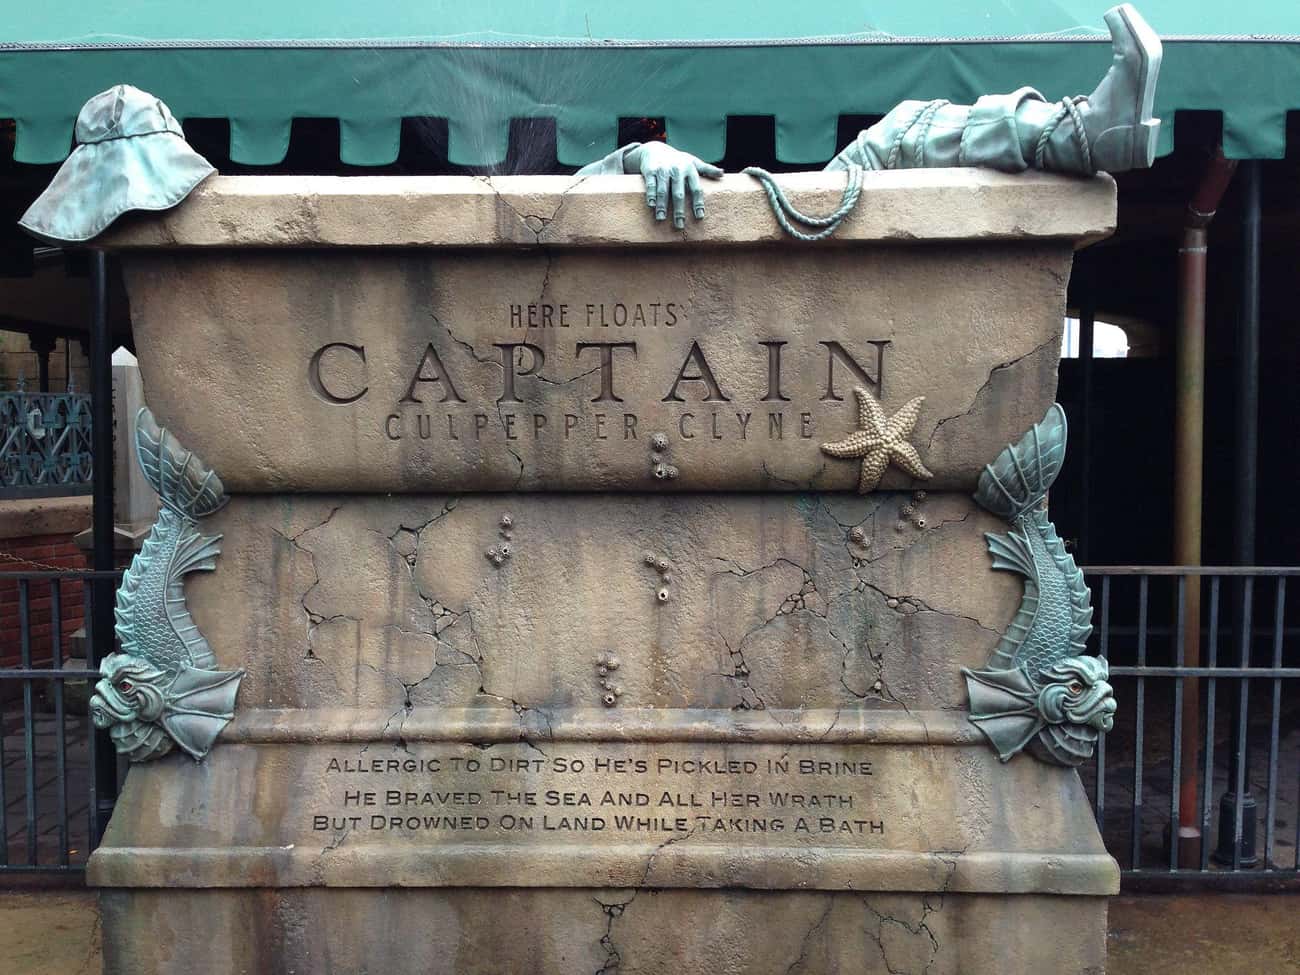 HERE FLOATS
CAPTAIN
CULPEPPER CLYNE
ALLERGIC TO DIRT SO HE'S PICKLED IN BRINE
HE BRAVED THE SEA AND ALL HER WRATH
BUT DROWNED ON LAND WHILE TAKING A BATH